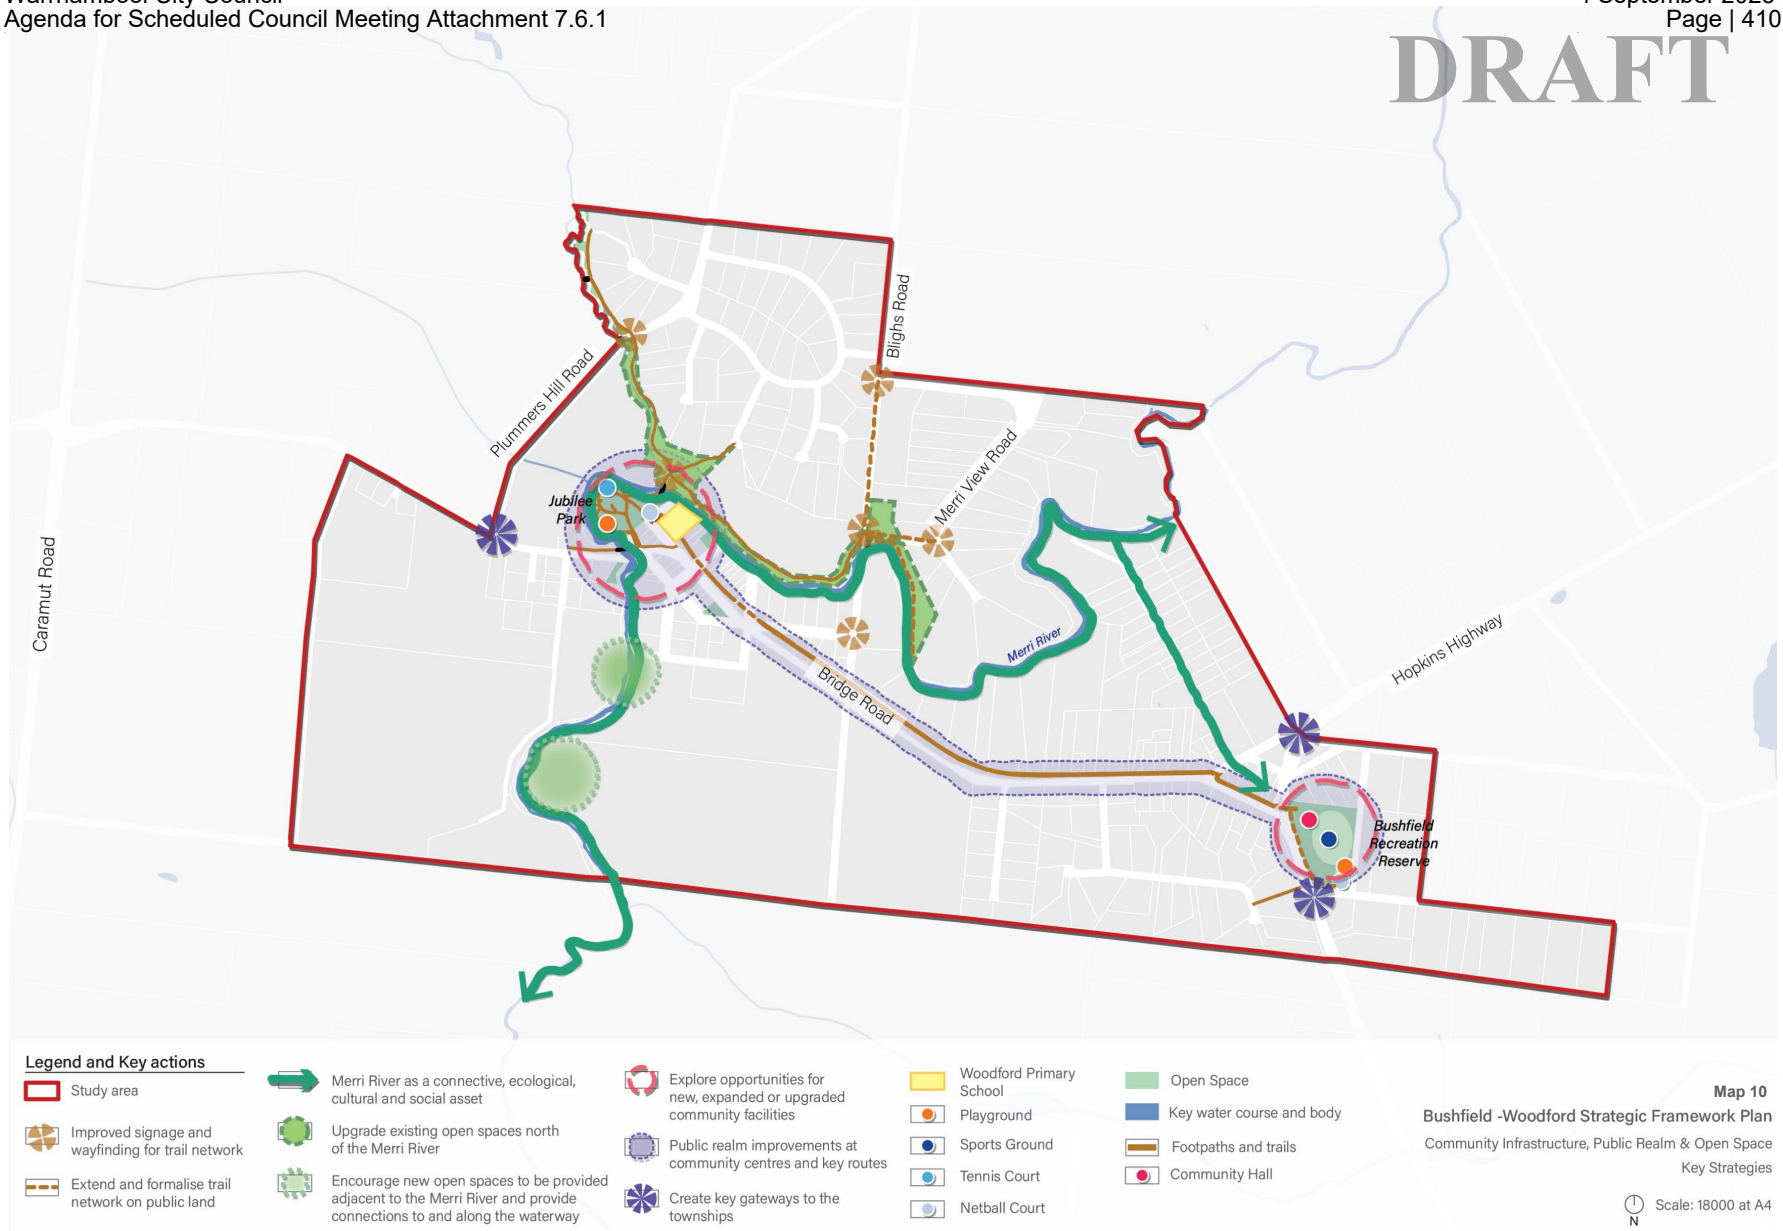 Agenda for Scheduled Council Meeting Attachment 7.6.1
Page | 410
DRAFT
Blighs Road
Plummers Hill Road
Merri View Road
Jubilee
Park
Caramut Road
Merri River
Hopkins Highway
Bridge Road
Bushfield
Recreation
Reserve
Legend and Key actions
Study area
Improved signage and
wayfinding for trail network
Extend and formalise trail
network on public land
Merri River as a connective, ecological,
cultural and social asset
Upgrade existing open spaces north
of the Merri River
Encourage new open spaces to be provided
adjacent to the Merri River and provide
connections to and along the waterway
Explore opportunities for
new, expanded or upgraded
community facilities
Public realm improvements at
community centres and key routes
Create key gateways to the
townships
Woodford Primary
School
Playground
Sports Ground
Tennis Court
Netball Court
Open Space
Key water course and body
Footpaths and trails
Community Hall
Map 10
Bushfield -Woodford Strategic Framework Plan
Community Infrastructure, Public Realm & Open Space
Key Strategies
N
Scale: 18000 at A4